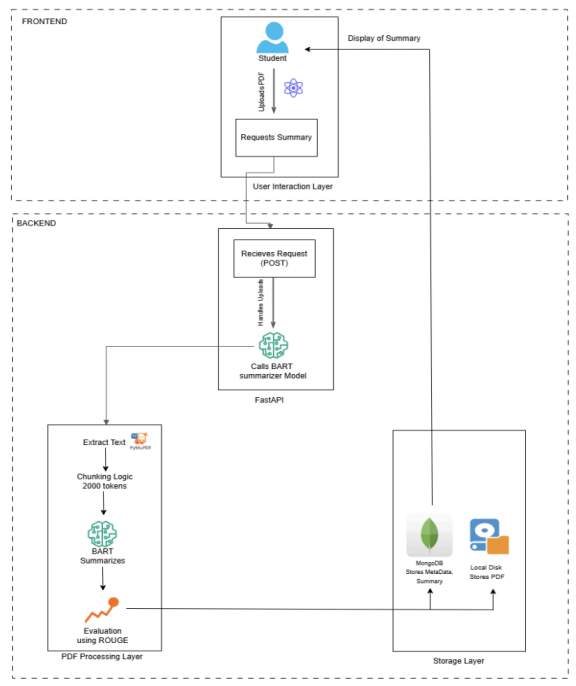 FRONTEND
Display of Summary
Student
Uploads PDF
Requests Summary
User Interaction Layer
BACKEND
Recieves Request
(POST)
Handles Uploads
Calls BART
summarizer Model
FastAPI
Extract Text
PyMuPDF
Chunking Logic
2000 tokens
BART
Summarizes
Evaluation
using ROUGE
PDF Processing Layer
MongoDB
Stores MetaData,
Summary
Local Disk
Stores PDF
Storage Layer